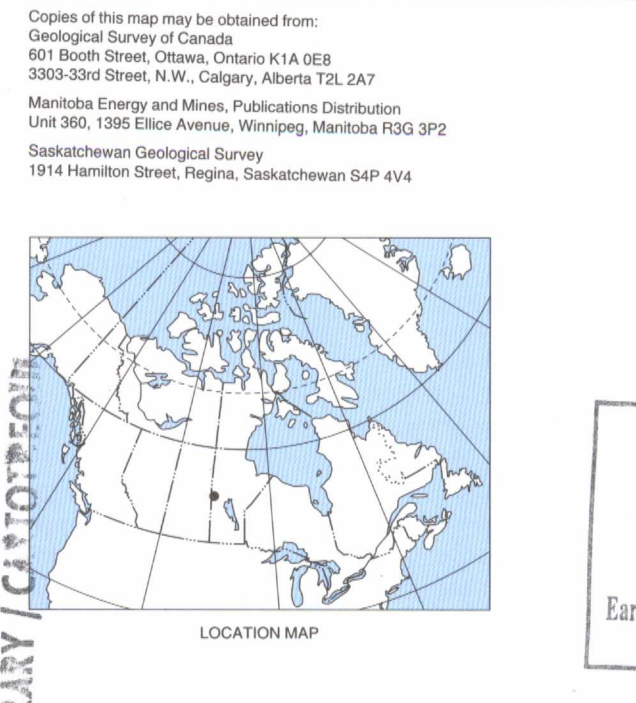 Copies of this map may be obtained from:
Geological Survey of Canada
601 Booth Street, Ottawa, Ontario K1A 0E8
3303-33rd Street, N.W., Calgary, Alberta T2L 2A7
Manitoba Energy and Mines, Publications Distribution
Unit 360, 1395 Ellice Avenue, Winnipeg, Manitoba R3G 3P2
Saskatchewan Geological Survey
1914 Hamilton Street, Regina, Saskatchewan S4P 4V4
LOCATION MAP